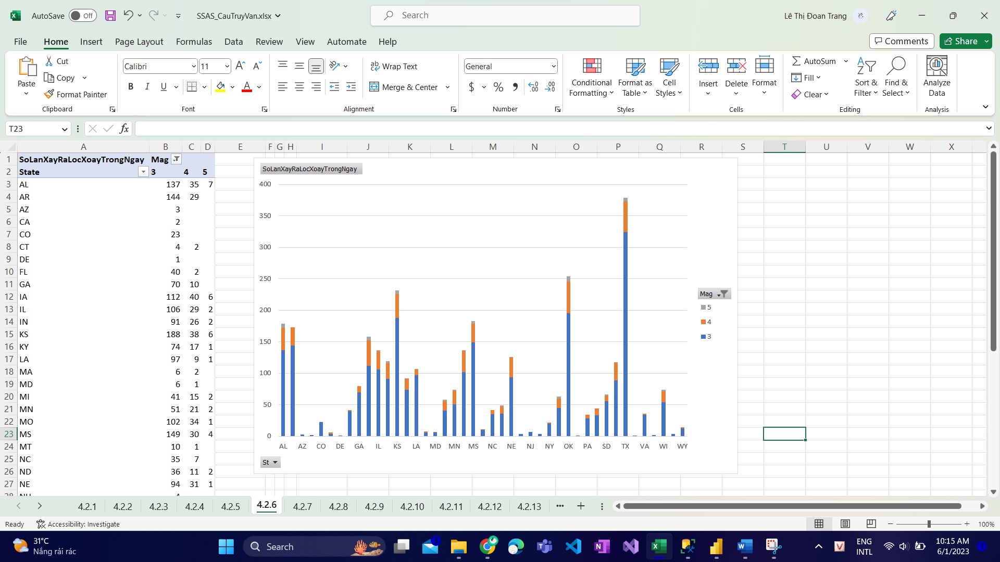 AutoSave Off SSAS_CauTruyVan.xlsx Search Lê Thị Đoan Trang
File Home Insert Page Layout Formulas Data Review View Automate Help Comments Share
Paste Cut Copy Format Painter Clipboard
Calibri 11 B I U A Font
ab Wrap Text Merge & Center Alignment
General $ % Number
Conditional Formatting Format as Table Cell Styles Styles
Insert Delete Format Cells
AutoSum Fill Clear Sort & Filter Find & Select Editing
Analyze Data Analysis
T23 fx
A B C D E F G H I J K L M N O P Q R S T U V W X
1 SoLanXayRaLocXoayTrongNgay Mag
2 State 3 4 5
3 AL 137 35 7
4 AR 144 29
5 AZ 3
6 CA 2
7 CO 23
8 CT 4 2
9 DE 1
10 FL 40 2
11 GA 70 10
12 IA 112 40 6
13 IL 106 29 2
14 IN 91 26 2
15 KS 188 38 6
16 KY 74 17 1
17 LA 97 9 1
18 MA 6 2
19 MD 6 1
20 MI 41 15 2
21 MN 51 21 2
22 MO 102 34 1
23 MS 149 30 4
24 MT 10 1
25 NC 35 7
26 ND 36 11 2
27 NE 94 31 1
SoLanXayRaLocXoayTrongNgay
400
350
300
250
200
150
100
50
0
AL AZ CO DE GA IL KS LA MD MN MS NC NE NJ NY OK PA SD TX VA WI WY
St
Mag
5
4
3
4.2.1 4.2.2 4.2.3 4.2.4 4.2.5 4.2.6 4.2.7 4.2.8 4.2.9 4.2.10 4.2.11 4.2.12 4.2.13
Ready Accessibility: Investigate 100%
31°C
Nắng rải rác
Search
ENG
INTL
10:15 AM
6/1/2023